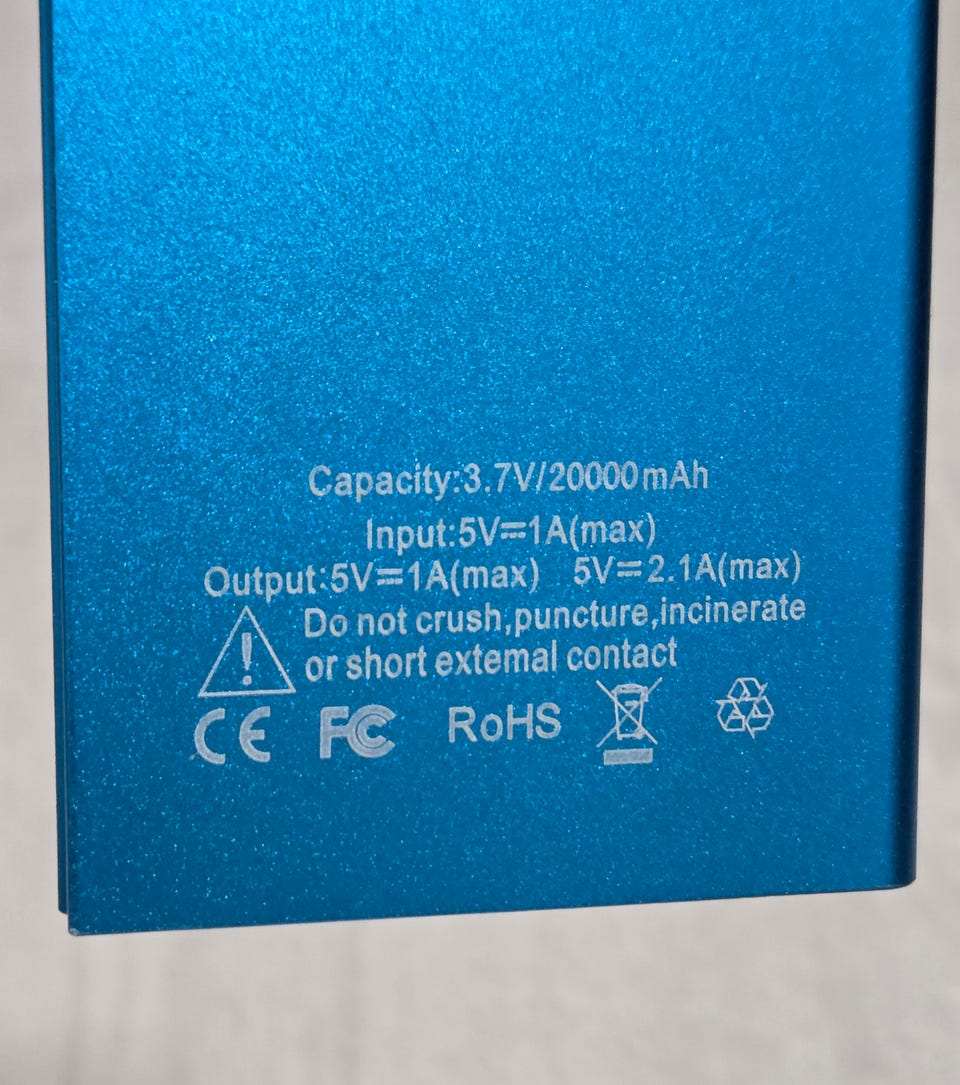 Capacity:3.7V/20000mAh
Input:5V⎓1A(max)
Output:5V⎓1A(max) 5V⎓2.1A(max)
Do not crush,puncture,incinerate
or short extemal contact
CE FC RoHS